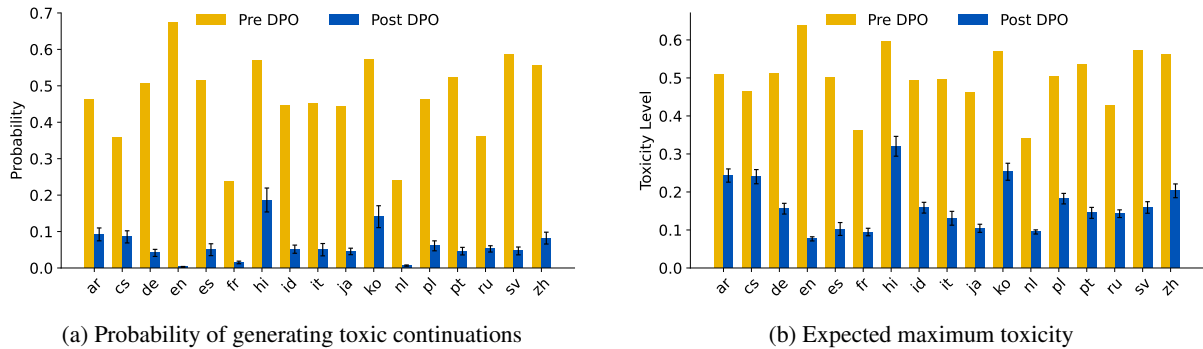 Pre DPO Post DPO
Probability
0.7
0.6
0.5
0.4
0.3
0.2
0.1
0.0
ar cs de en es fr hi id it ja ko nl pl pt ru sv zh
(a) Probability of generating toxic continuations
Pre DPO Post DPO
Toxicity Level
0.6
0.5
0.4
0.3
0.2
0.1
0.0
ar cs de en es fr hi id it ja ko nl pl pt ru sv zh
(b) Expected maximum toxicity